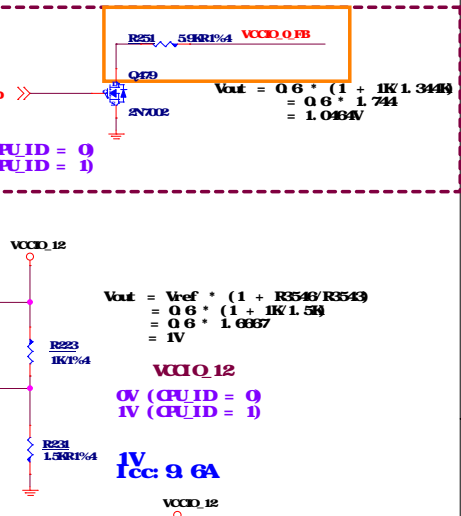 R251 5.9KR1%4 VCCIO_0_FB
Q479
2N7002
Vout = 0.6 * (1 + 1K/1.344K)
= 0.6 * 1.744
= 1.0464V
PU_ID = 0)
PU_ID = 1)
VCCIO_12
Vout = Vref * (1 + R3546/R3543)
= 0.6 * (1 + 1K/1.5K)
= 0.6 * 1.6667
= 1V
R223
1K/1%4
VCCIO_12
0V (CPU_ID = 0)
1V (CPU_ID = 1)
R231
1.5KR1%4
1V
Icc: 9.6A
VCCIO_12